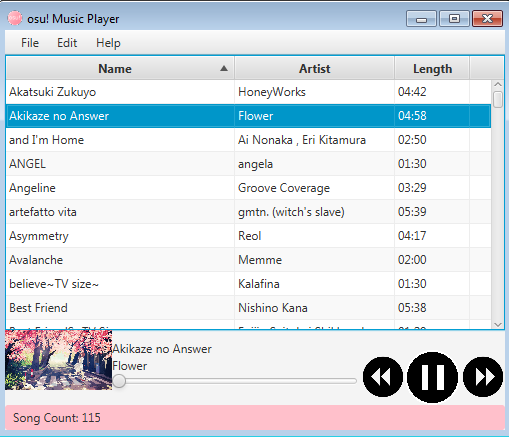 osu! Music Player
File Edit Help
Name Artist Length
Akatsuki Zukuyo HoneyWorks 04:42
Akikaze no Answer Flower 04:58
and I'm Home Ai Nonaka , Eri Kitamura 02:50
ANGEL angela 01:30
Angeline Groove Coverage 03:29
artefatto vita gmtn. (witch's slave) 05:39
Asymmetry Reol 04:17
Avalanche Memme 02:00
believe~TV size~ Kalafina 01:30
Best Friend Nishino Kana 05:38
Akikaze no Answer
Flower
Song Count: 115